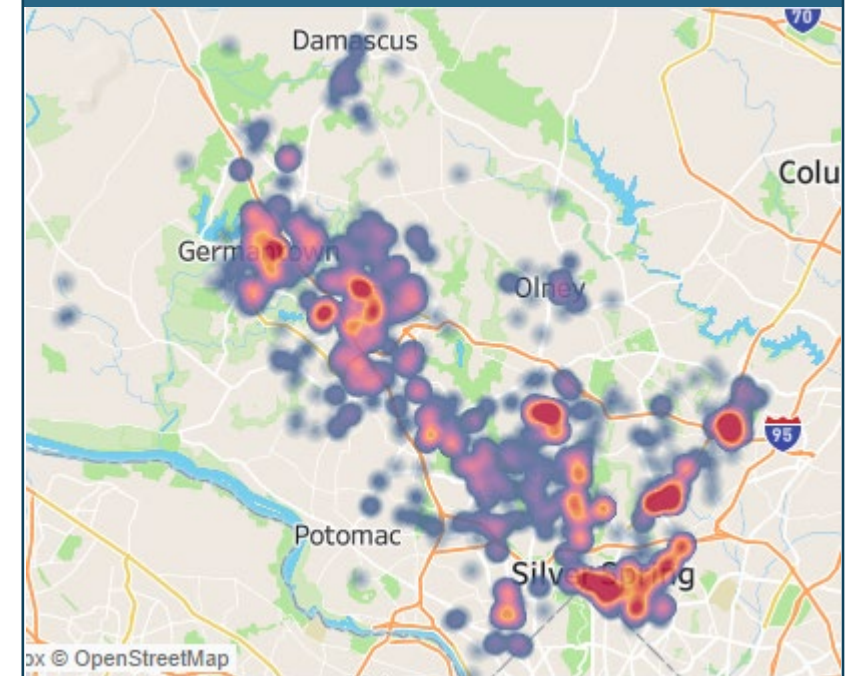 70
Damascus
Colu
Germantown
Olney
95
Potomac
Silver Spring
ox © OpenStreetMap